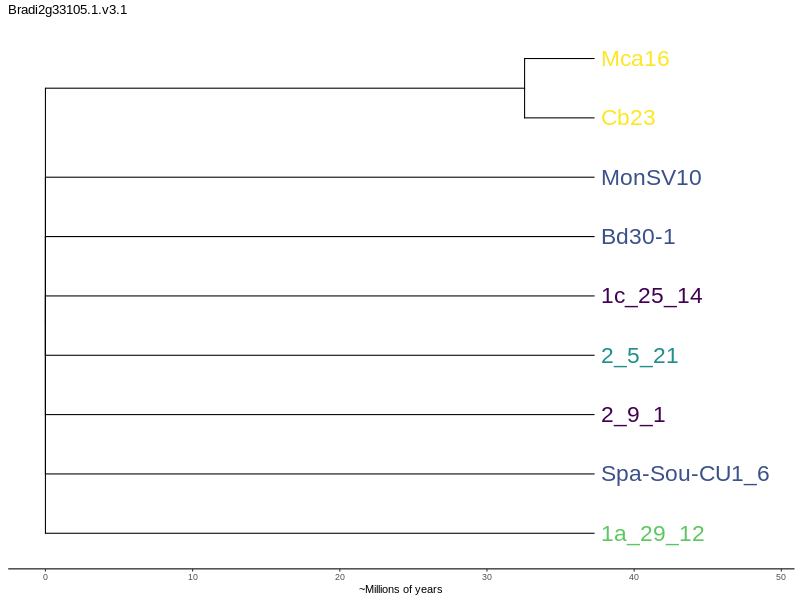 Bradi2g33105.1.v3.1
Mca16
Cb23
MonSV10
Bd30-1
1c_25_14
2_5_21
2_9_1
Spa-Sou-CU1_6
1a_29_12
0 10 20 30 40 50
~Millions of years